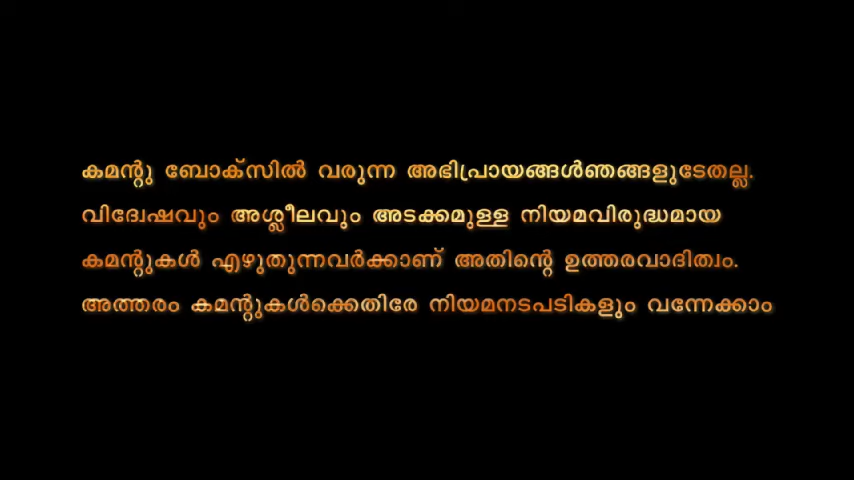 കമന്റു ബോക്സിൽ വരുന്ന അഭിപ്രായങ്ങൾഞങ്ങളുടേതല്ല.
വിദ്വേഷവും അശ്ലീലവും അടക്കമുള്ള നിയമവിരുദ്ധമായ
കമന്റുകൾ എഴുതുന്നവർക്കാണ് അതിന്റെ ഉത്തരവാദിത്വം.
അത്തരം കമന്റുകൾക്കെതിരേ നിയമനടപടികളും വന്നേക്കാം